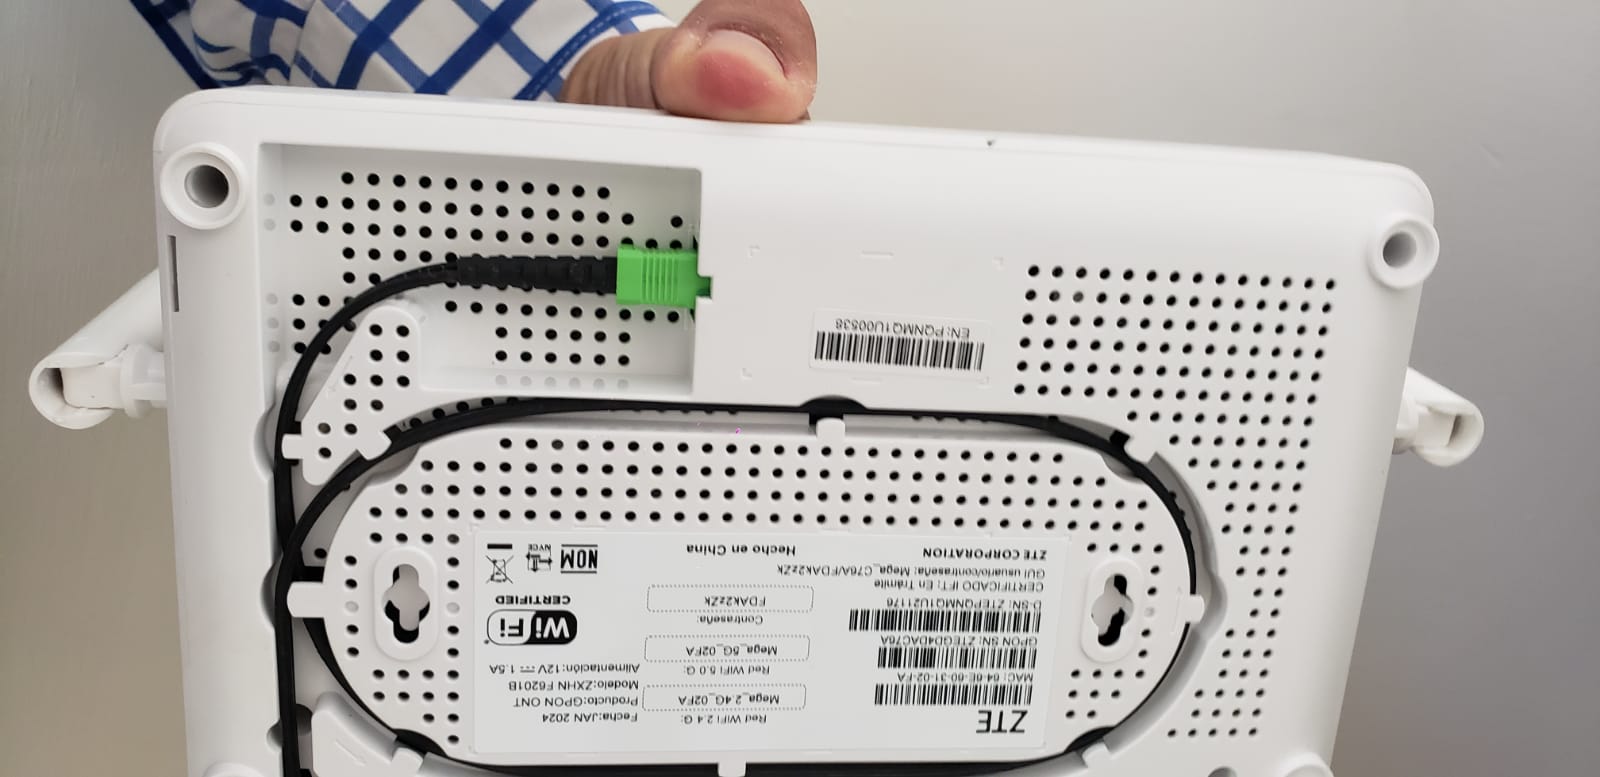 EN: PQNMQ1U00538
ZTE
MAC: 64-6E-60-31-02-FA
GPON SN: ZTEGD4DAC76A
D-SN: ZTEPQNMQ1U21176
CERTIFICADO IFT: En Trámite
GUI usuario/contraseña: Mega_C76A/FDAk2zZk
ZTE CORPORATION
Red WiFi 2.4 G:
Mega_2.4G_02FA
Red WiFi 5.0 G:
Mega_5G_02FA
Contraseña:
FDAk2zZk
Hecho en China
Fecha:JAN 2024
Producto:GPON ONT
Modelo:ZXHN F6201B
Alimentación:12V 1.5A
WiFi
CERTIFIED
NOM
NYCE